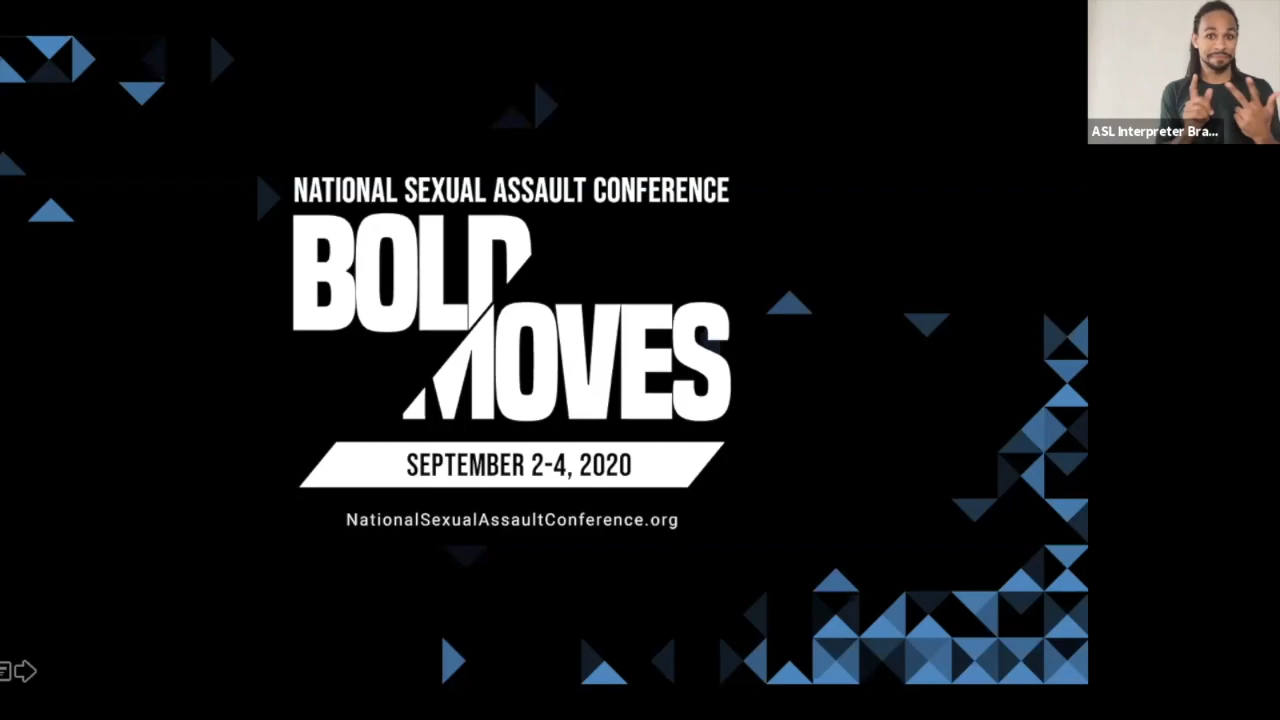 ASL Interpreter Bra...
NATIONAL SEXUAL ASSAULT CONFERENCE
BOLD
MOVES
SEPTEMBER 2-4, 2020
NationalSexualAssaultConference.org